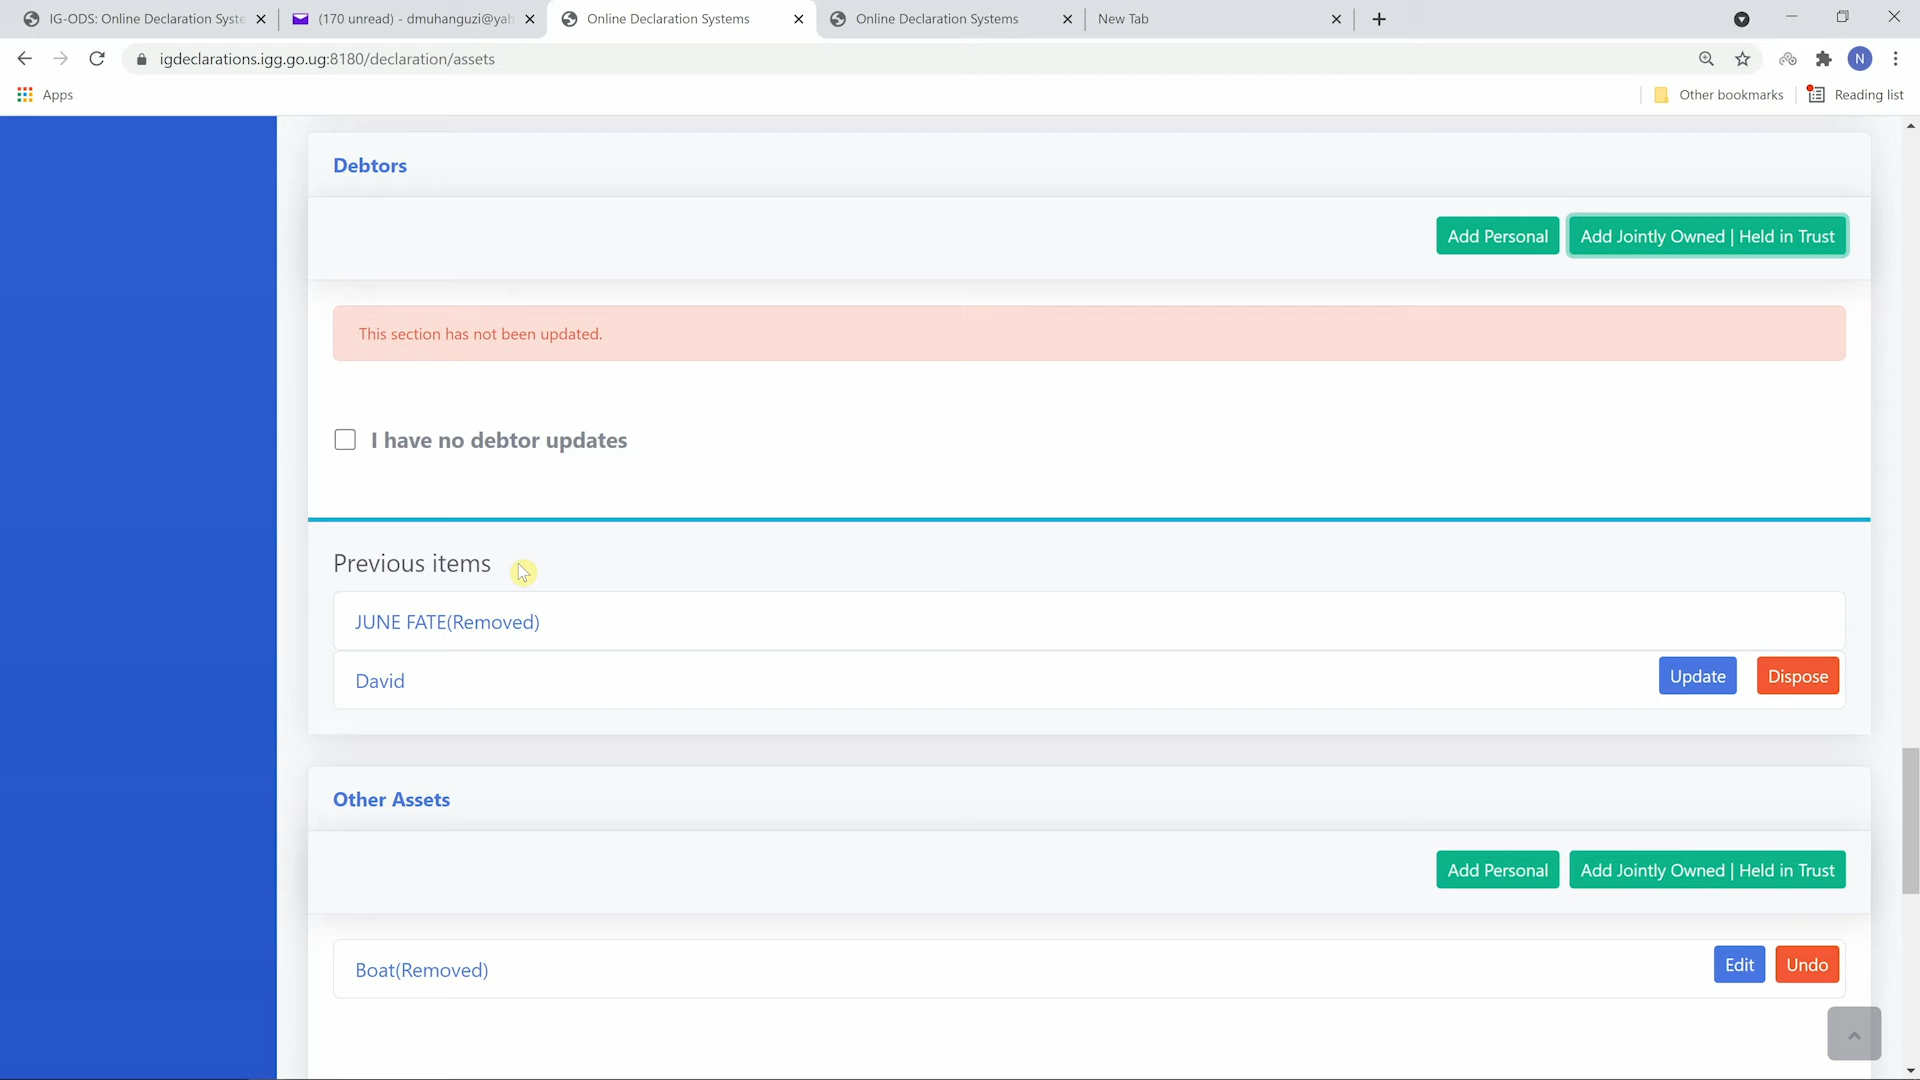 IG-ODS: Online Declaration Syste
(170 unread) - dmuhanguzi@yah
Online Declaration Systems
Online Declaration Systems
New Tab
igdeclarations.igg.go.ug:8180/declaration/assets
N
Apps
Other bookmarks
Reading list
Debtors
Add Personal
Add Jointly Owned | Held in Trust
This section has not been updated.
I have no debtor updates
Previous items
JUNE FATE(Removed)
David
Update
Dispose
Other Assets
Add Personal
Add Jointly Owned | Held in Trust
Boat(Removed)
Edit
Undo